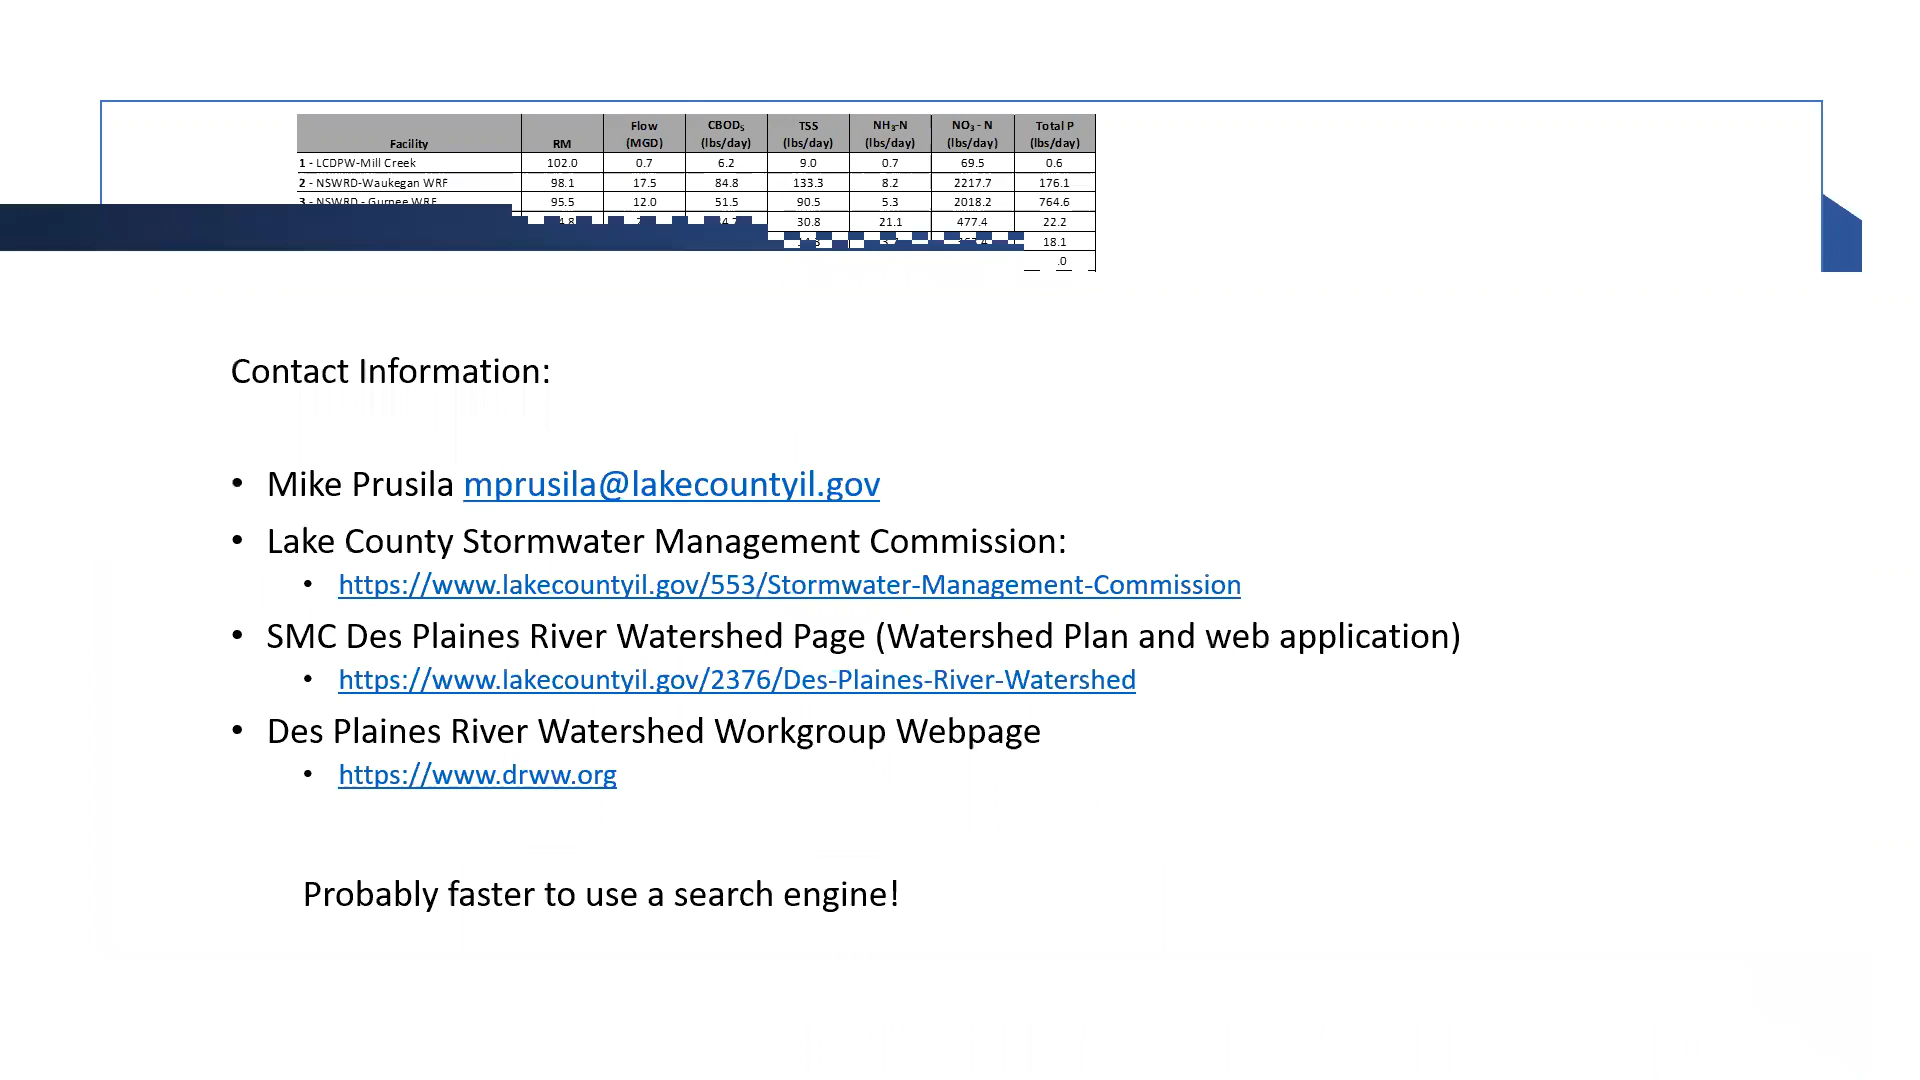 Facility RM Flow (MGD) CBOD₅ (lbs/day) TSS (lbs/day) NH₃-N (lbs/day) NO₃ - N (lbs/day) Total P (lbs/day)
1 - LCDPW-Mill Creek 102.0 0.7 6.2 9.0 0.7 69.5 0.6
2 - NSWRD-Waukegan WRF 98.1 17.5 84.8 133.3 8.2 2217.7 176.1
3 - NSWRD - Gurnee WRF 95.5 12.0 51.5 90.5 5.3 2018.2 764.6
30.8 21.1 477.4 22.2
18.1
Contact Information:
• Mike Prusila mprusila@lakecountyil.gov
• Lake County Stormwater Management Commission:
• https://www.lakecountyil.gov/553/Stormwater-Management-Commission
• SMC Des Plaines River Watershed Page (Watershed Plan and web application)
• https://www.lakecountyil.gov/2376/Des-Plaines-River-Watershed
• Des Plaines River Watershed Workgroup Webpage
• https://www.drww.org
Probably faster to use a search engine!